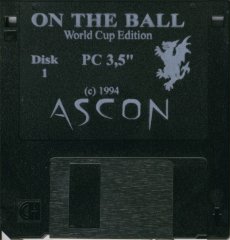 ON THE BALL
World Cup Edition
Disk 1 PC 3,5"
(c) 1994
ASCON